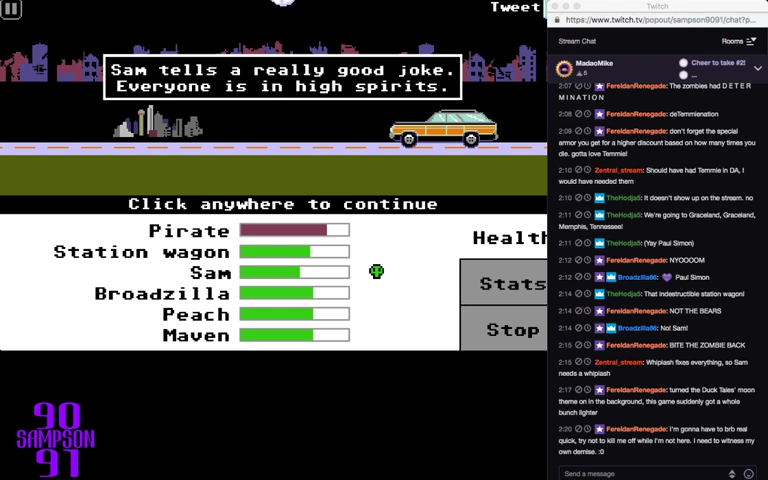 Tweet
Sam tells a really good joke.
Everyone is in high spirits.
Click anywhere to continue
Pirate
Station wagon
Sam
Broadzilla
Peach
Maven
Health
Stats
Stop
90
SAMPSON
91
Twitch
https://www.twitch.tv/popout/sampson9091/chat?p...
Stream Chat
Rooms
MadaoMike
6
Cheer to take #2!
...
2:07 FereldanRenegade: The zombies had D E T E R
M I N A T I O N
2:08 FereldanRenegade: deTemmienation
2:09 FereldanRenegade: don't forget the special
armor you get for a higher discount based on how many times you
die. gotta love Temmie!
2:10 Zentral_stream: Should have had Temmie in DA, I
would have needed them
2:10 TheHodja6: It doesn't show up on the stream. no
2:11 TheHodja6: We're going to Graceland, Graceland,
Memphis, Tennessee!
2:11 TheHodja6: (Yay Paul Simon)
2:12 FereldanRenegade: NYOOOOM
2:12 Broadzilla86: 💜 Paul Simon
2:14 TheHodja6: That indestructible station wagon!
2:14 FereldanRenegade: NOT THE BEARS
2:14 Broadzilla86: No! Sam!
2:15 FereldanRenegade: BITE THE ZOMBIE BACK
2:15 Zentral_stream: Whiplash fixes everything, so Sam
needs a whiplash
2:17 FereldanRenegade: turned the Duck Tales' moon
theme on in the background, this game suddenly got a whole
bunch lighter
2:20 FereldanRenegade: I'm gonna have to brb real
quick, try not to kill me off while I'm not here. I need to witness my
own demise. :0
Send a message